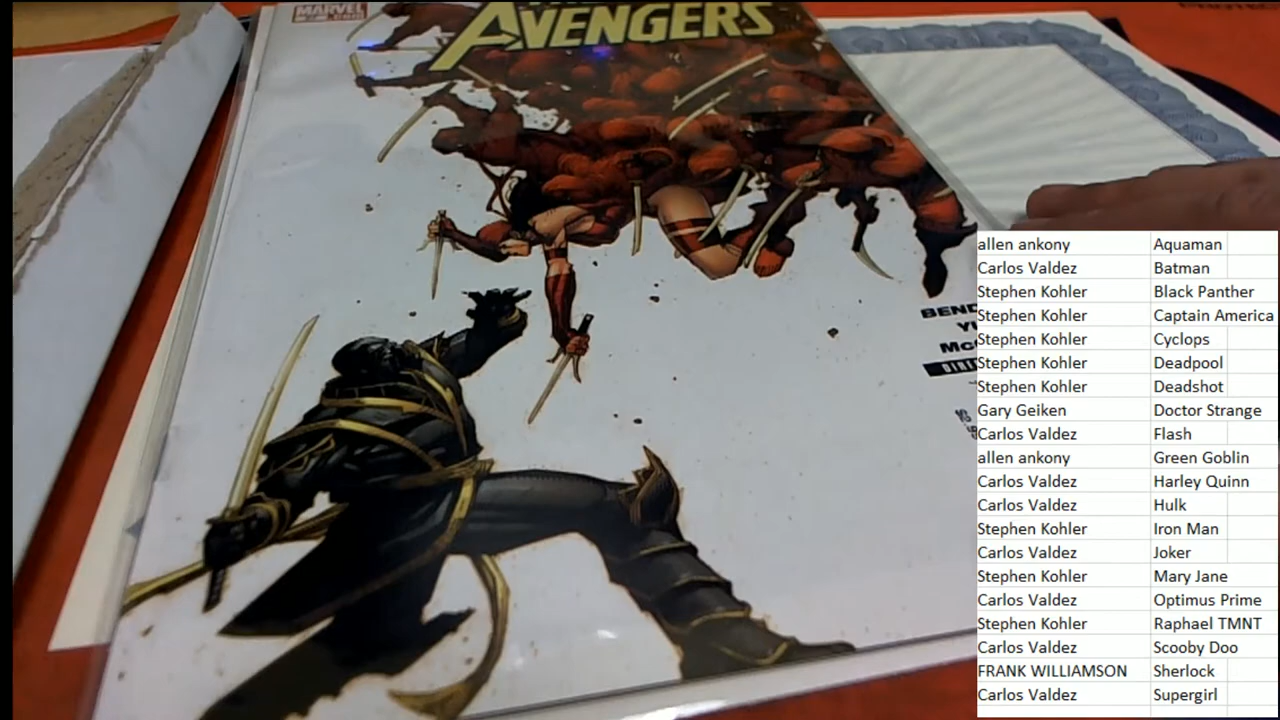 MARVEL
.com
AVENGERS
allen ankony Aquaman
Carlos Valdez Batman
Stephen Kohler Black Panther
Stephen Kohler Captain America
Stephen Kohler Cyclops
Stephen Kohler Deadpool
Stephen Kohler Deadshot
Gary Geiken Doctor Strange
Carlos Valdez Flash
allen ankony Green Goblin
Carlos Valdez Harley Quinn
Carlos Valdez Hulk
Stephen Kohler Iron Man
Carlos Valdez Joker
Stephen Kohler Mary Jane
Carlos Valdez Optimus Prime
Stephen Kohler Raphael TMNT
Carlos Valdez Scooby Doo
FRANK WILLIAMSON Sherlock
Carlos Valdez Supergirl